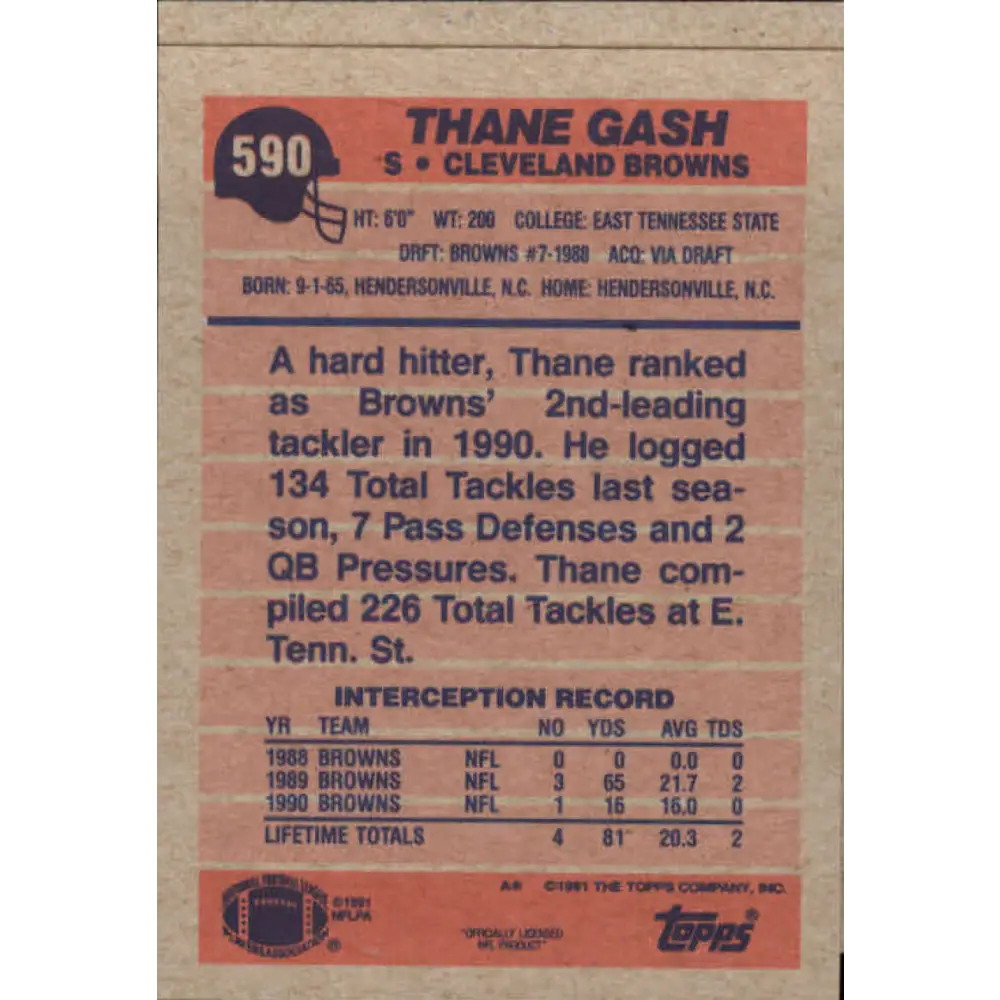 590
THANE GASH
S • CLEVELAND BROWNS
HT: 6'0" WT: 200 COLLEGE: EAST TENNESSEE STATE
DRFT: BROWNS #7-1988 ACQ: VIA DRAFT
BORN: 9-1-65, HENDERSONVILLE, N.C. HOME: HENDERSONVILLE, N.C.
A hard hitter, Thane ranked
as Browns' 2nd-leading
tackler in 1990. He logged
134 Total Tackles last sea-
son, 7 Pass Defenses and 2
QB Pressures. Thane com-
piled 226 Total Tackles at E.
Tenn. St.
INTERCEPTION RECORD
YR TEAM NO YDS AVG TDS
1988 BROWNS NFL 0 0 0.0 0
1989 BROWNS NFL 3 65 21.7 2
1990 BROWNS NFL 1 16 16.0 0
LIFETIME TOTALS 4 81 20.3 2
©1991 THE TOPPS COMPANY, INC.
©1991
NFLPA
®
"OFFICIALLY LICENSED
NFL PRODUCT"
topps®